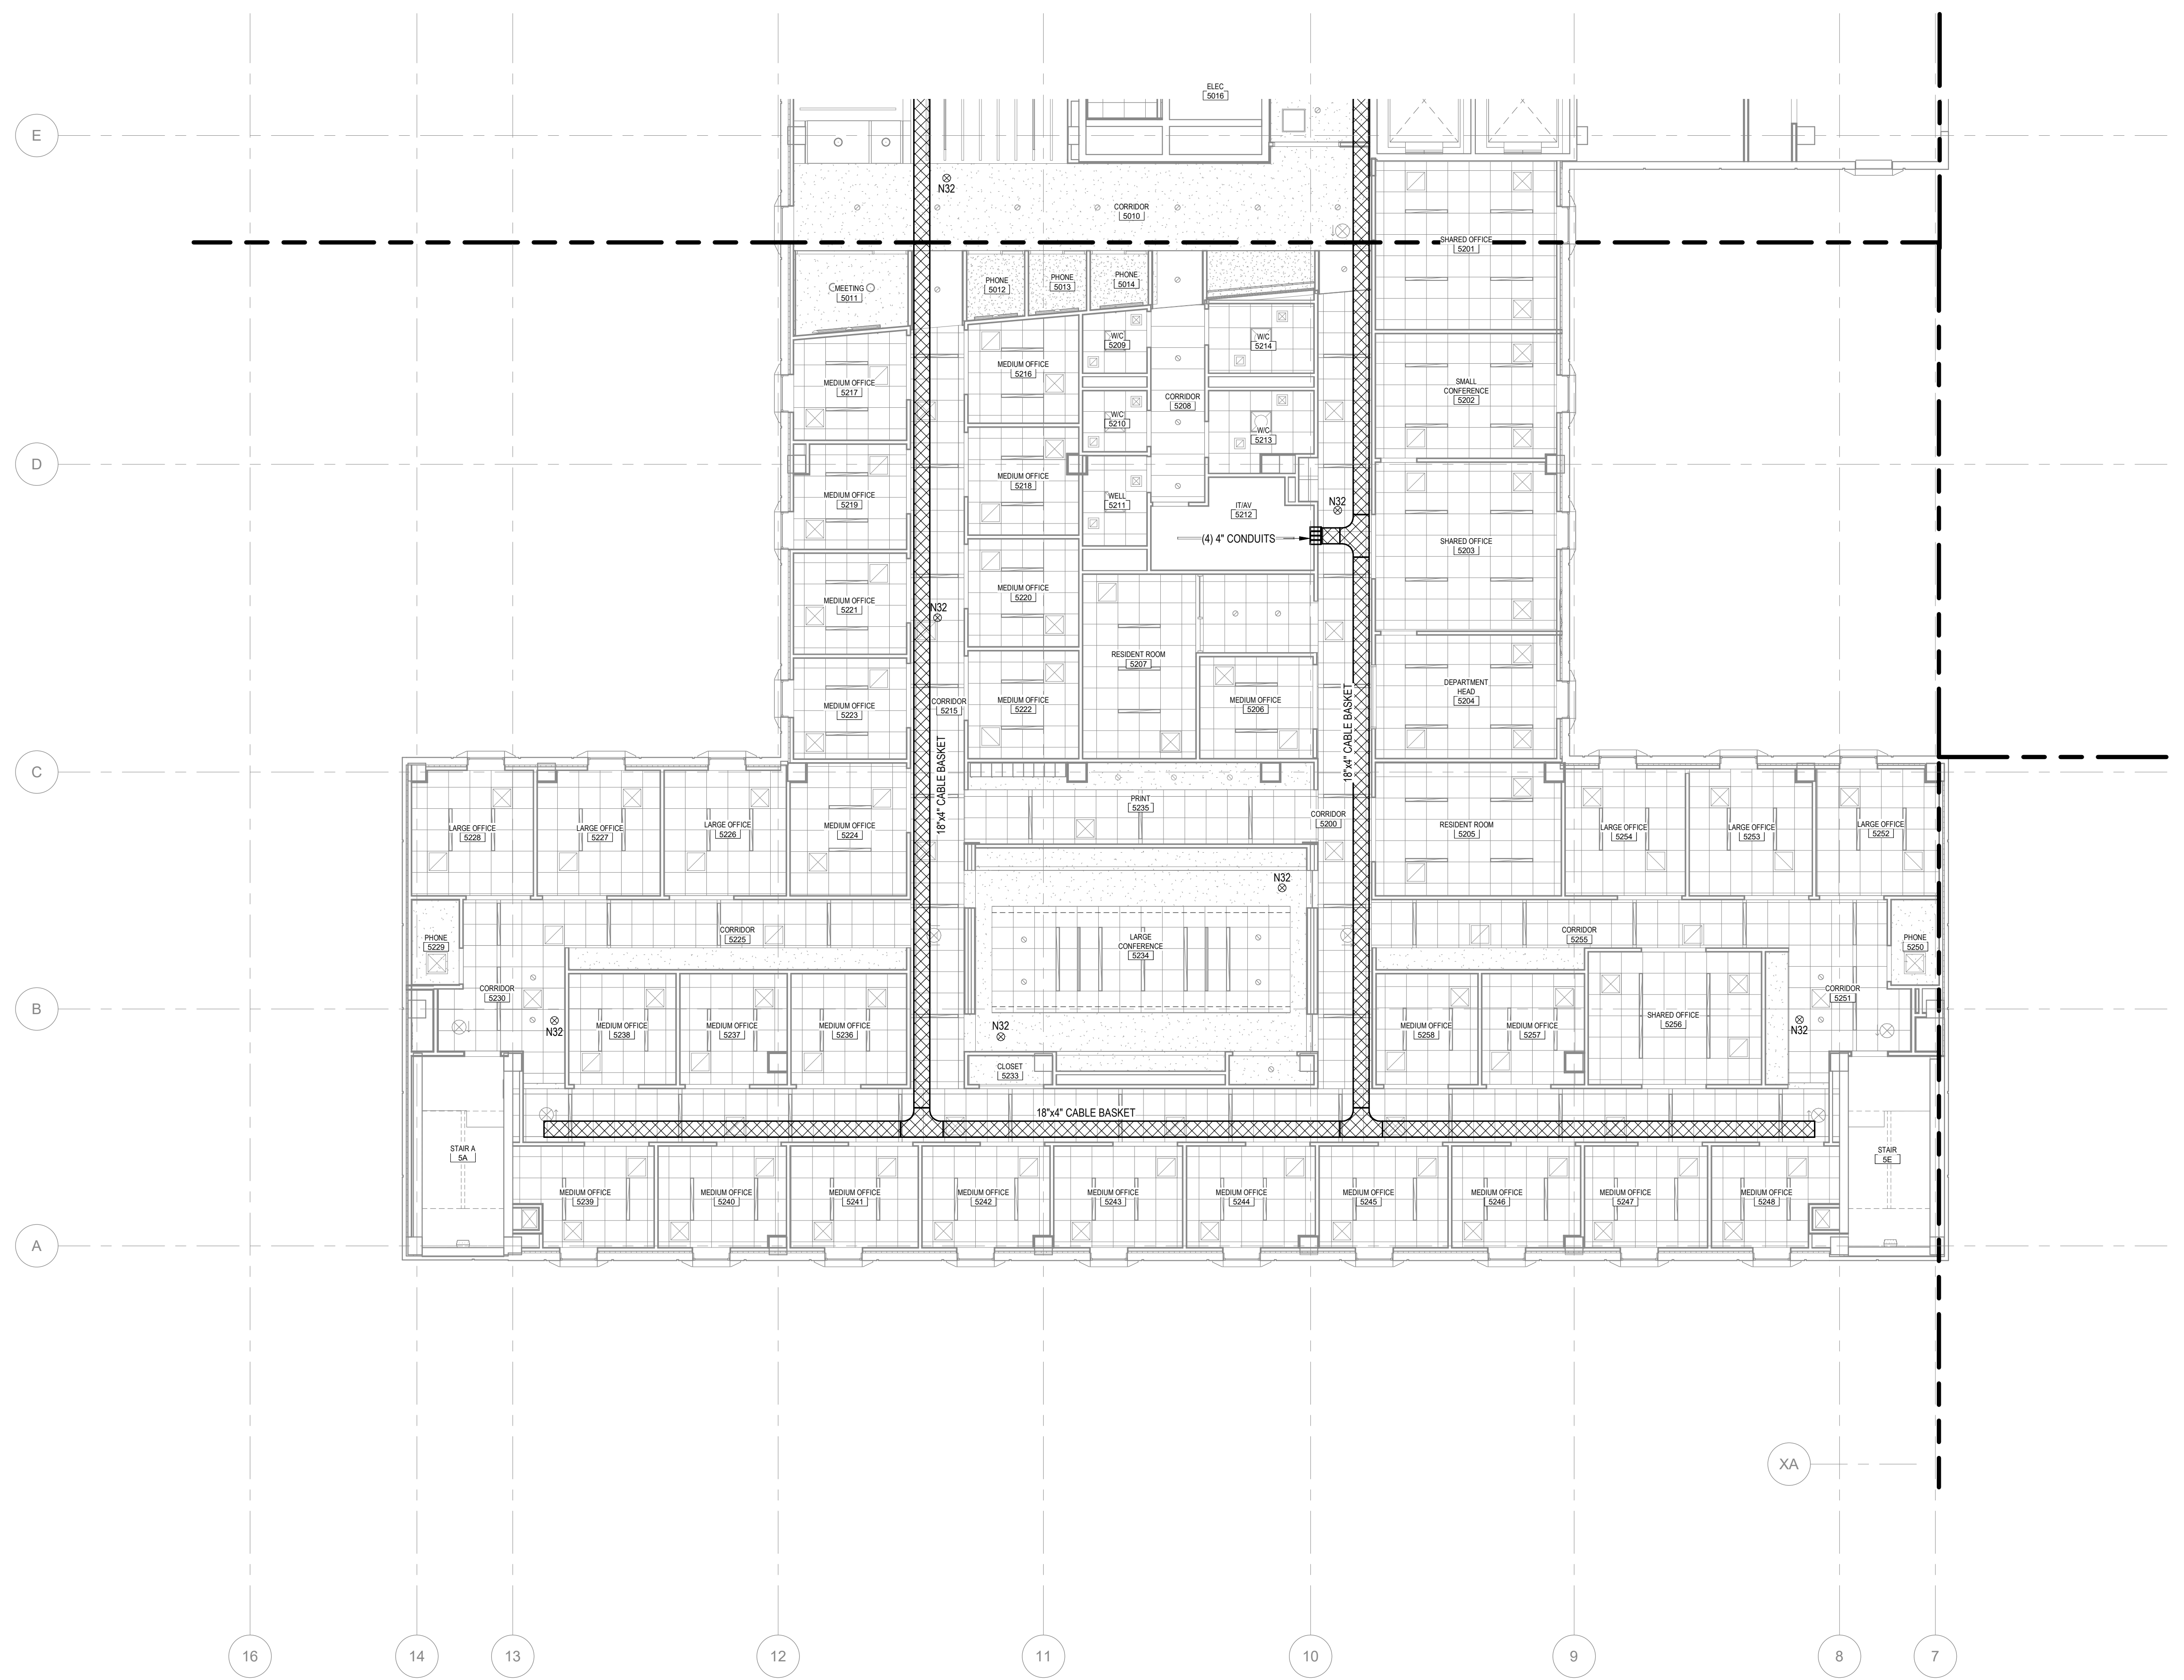 ELEC
5016
E
N32
CORRIDOR
5010
SHARED OFFICE
5201
MEETING
5011
PHONE
5012
PHONE
5013
PHONE
5014
W/C
5209
W/C
5214
MEDIUM OFFICE
5216
MEDIUM OFFICE
5217
SMALL
CONFERENCE
5202
CORRIDOR
5208
W/C
5210
W/C
5213
D
MEDIUM OFFICE
5218
MEDIUM OFFICE
5219
WELL
5211
IT/AV
5212
N32
(4) 4" CONDUITS
SHARED OFFICE
5203
MEDIUM OFFICE
5220
MEDIUM OFFICE
5221
N32
RESIDENT ROOM
5207
DEPARTMENT
HEAD
5204
MEDIUM OFFICE
5223
CORRIDOR
5215
MEDIUM OFFICE
5222
MEDIUM OFFICE
5206
18"x4" CABLE BASKET
18"x4" CABLE BASKET
C
PRINT
5235
CORRIDOR
5200
LARGE OFFICE
5228
LARGE OFFICE
5227
LARGE OFFICE
5226
MEDIUM OFFICE
5224
RESIDENT ROOM
5205
LARGE OFFICE
5254
LARGE OFFICE
5253
LARGE OFFICE
5252
N32
PHONE
5229
CORRIDOR
5225
LARGE
CONFERENCE
5234
CORRIDOR
5255
PHONE
5250
CORRIDOR
5230
CORRIDOR
5251
B
N32
MEDIUM OFFICE
5238
MEDIUM OFFICE
5237
MEDIUM OFFICE
5236
N32
MEDIUM OFFICE
5258
MEDIUM OFFICE
5257
SHARED OFFICE
5256
N32
CLOSET
5233
18"x4" CABLE BASKET
STAIR A
5A
STAIR
5E
MEDIUM OFFICE
5239
MEDIUM OFFICE
5240
MEDIUM OFFICE
5241
MEDIUM OFFICE
5242
MEDIUM OFFICE
5243
MEDIUM OFFICE
5244
MEDIUM OFFICE
5245
MEDIUM OFFICE
5246
MEDIUM OFFICE
5247
MEDIUM OFFICE
5248
A
XA
16
14
13
12
11
10
9
8
7